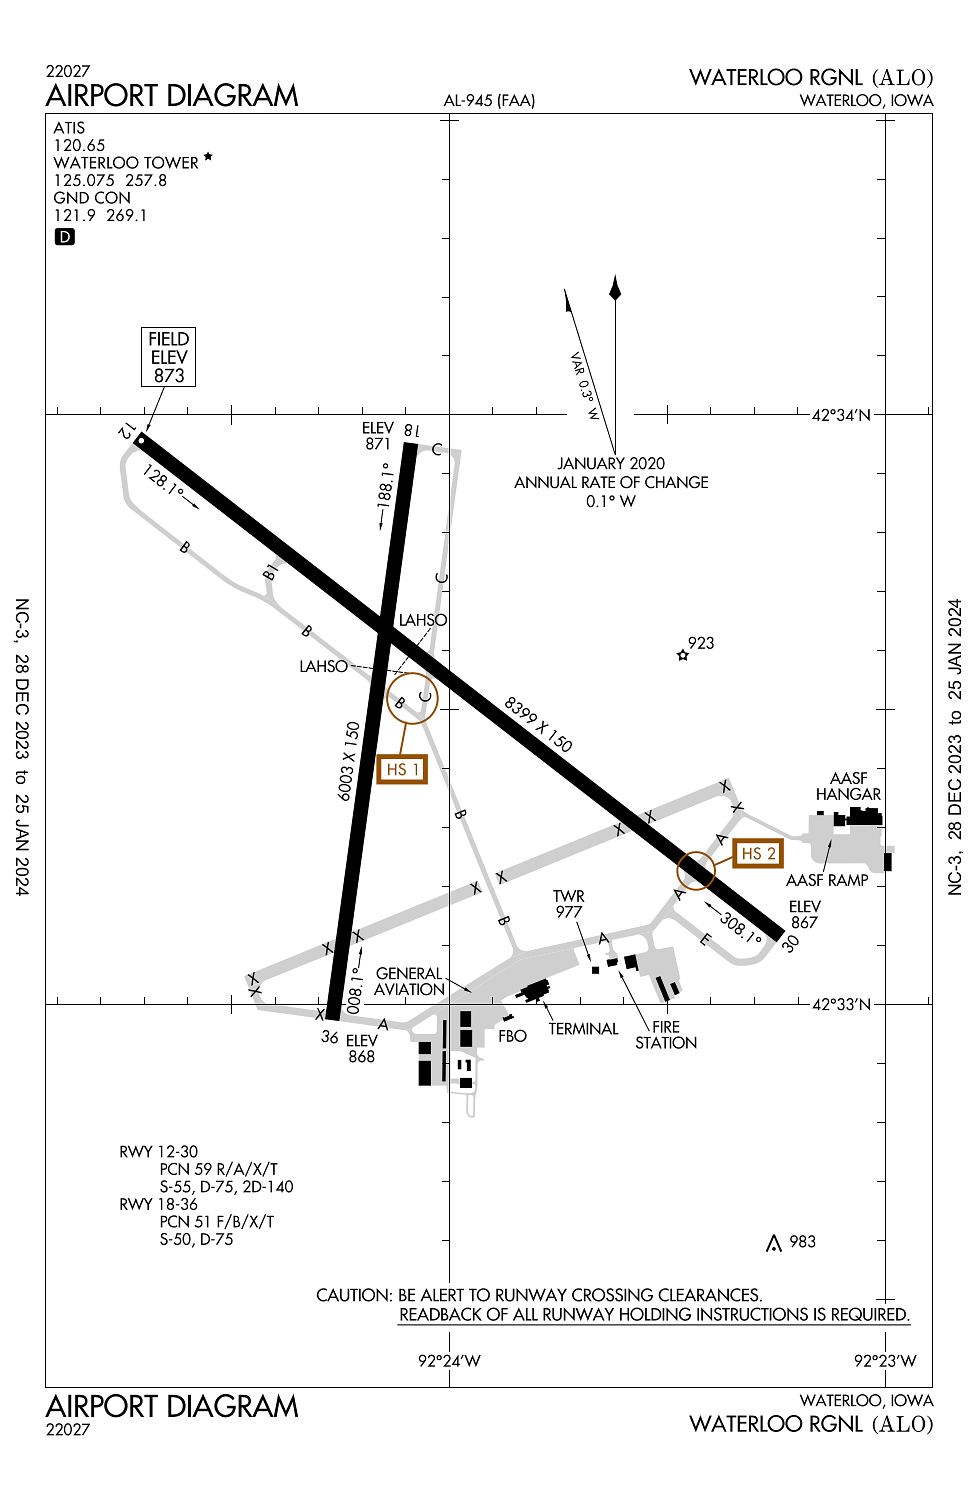 22027
AIRPORT DIAGRAM
AL-945 (FAA)
WATERLOO RGNL (ALO)
WATERLOO, IOWA
ATIS
120.65
WATERLOO TOWER
125.075 257.8
GND CON
121.9 269.1
D
VAR 0.3° W
JANUARY 2020
ANNUAL RATE OF CHANGE
0.1° W
FIELD
ELEV
873
42°34'N
12
128.1°
ELEV
871
18
188.1°
C
B
B1
C
B
LAHSO
LAHSO
923
B
C
HS 1
6003 X 150
8399 X 150
B
X
X
X
X
A
HS 2
AASF
HANGAR
AASF RAMP
X
X
A
TWR
977
ELEV
867
308.1°
30
B
A
E
X
X
X
X
008.1°
GENERAL
AVIATION
42°33'N
X
A
36
ELEV
868
FBO
TERMINAL
FIRE
STATION
RWY 12-30
PCN 59 R/A/X/T
S-55, D-75, 2D-140
RWY 18-36
PCN 51 F/B/X/T
S-50, D-75
983
CAUTION: BE ALERT TO RUNWAY CROSSING CLEARANCES.
READBACK OF ALL RUNWAY HOLDING INSTRUCTIONS IS REQUIRED.
92°24'W
92°23'W
AIRPORT DIAGRAM
22027
WATERLOO, IOWA
WATERLOO RGNL (ALO)
NC-3, 28 DEC 2023 to 25 JAN 2024
NC-3, 28 DEC 2023 to 25 JAN 2024